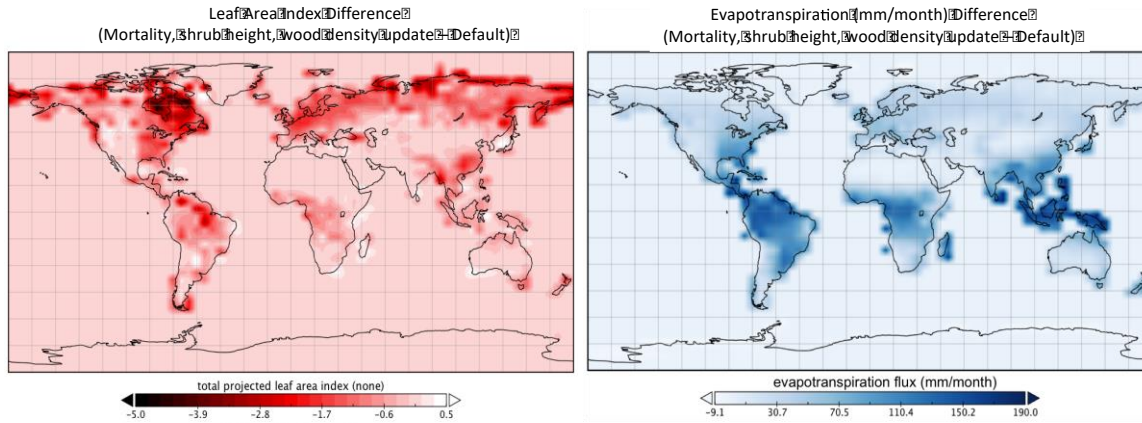 Leaf Area Index Difference
(Mortality, shrub height, wood density update – Default)
total projected leaf area index (none)
-5.0 -3.9 -2.8 -1.7 -0.6 0.5
Evapotranspiration (mm/month) Difference
(Mortality, shrub height, wood density update – Default)
evapotranspiration flux (mm/month)
-9.1 30.7 70.5 110.4 150.2 190.0